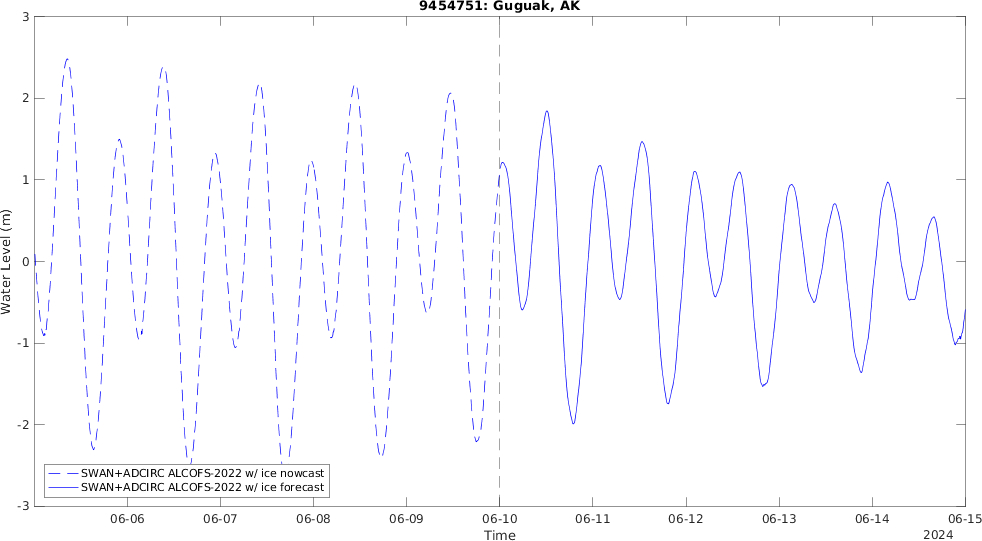 9454751: Guguak, AK
3
2
1
0
-1
-2
-3
Water Level (m)
SWAN+ADCIRC ALCOFS-2022 w/ ice nowcast
SWAN+ADCIRC ALCOFS-2022 w/ ice forecast
06-06 06-07 06-08 06-09 06-10 06-11 06-12 06-13 06-14 06-15
Time
2024